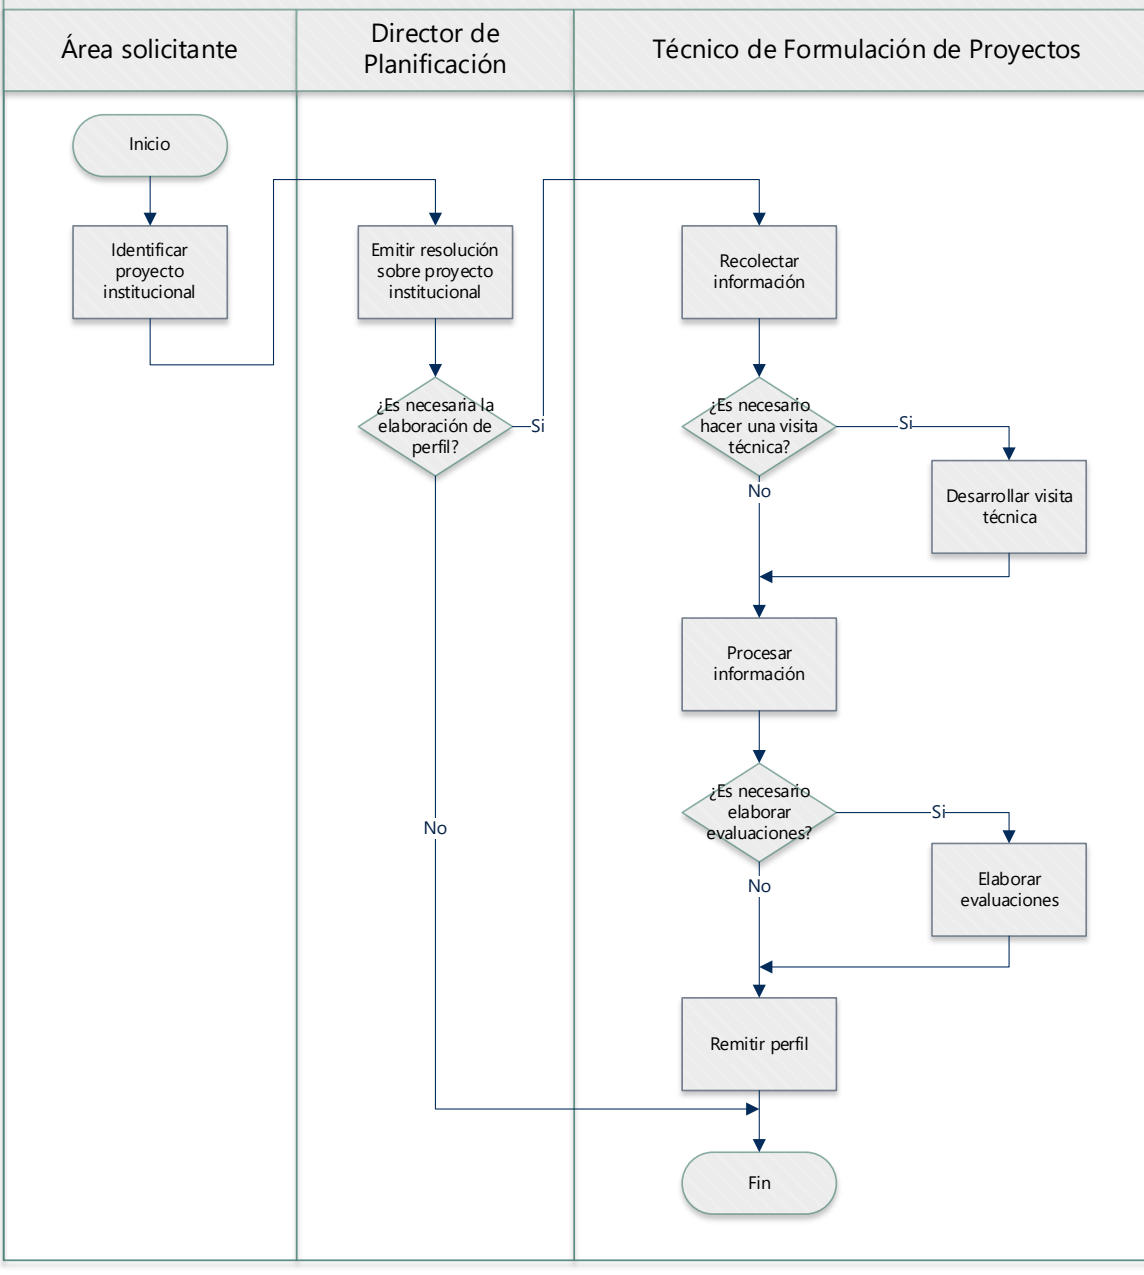 Área solicitante
Director de
Planificación
Técnico de Formulación de Proyectos
Inicio
Identificar
proyecto
institucional
Emitir resolución
sobre proyecto
institucional
Recolectar
información
¿Es necesaria la
elaboración de
perfil?
Si
¿Es necesario
hacer una visita
técnica?
Si
No
Desarrollar visita
técnica
Procesar
información
¿Es necesario
elaborar
evaluaciones?
Si
No
No
Elaborar
evaluaciones
Remitir perfil
Fin